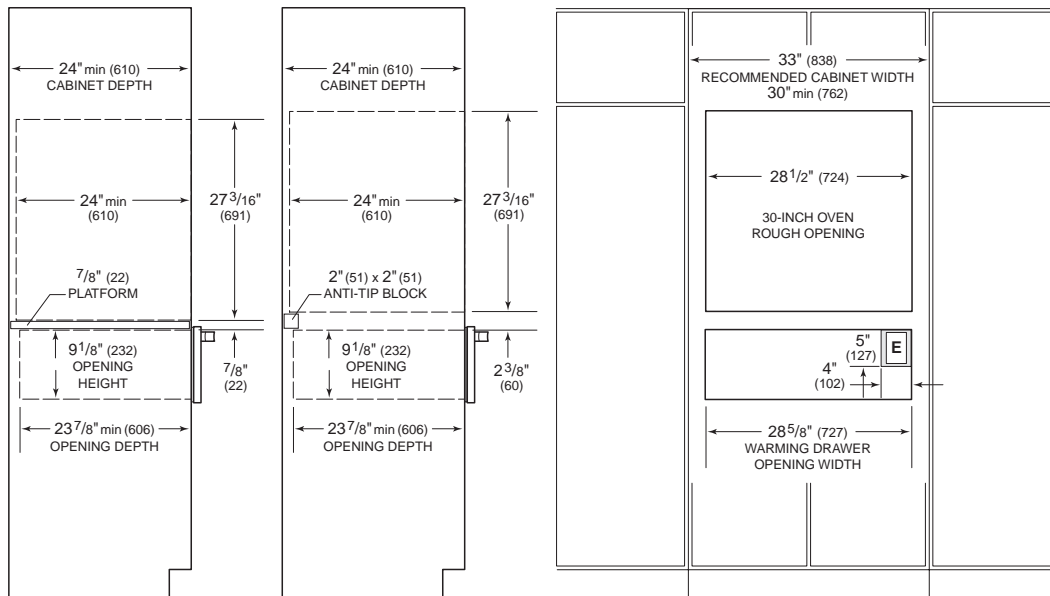 24" min (610)
CABINET DEPTH
24" min
(610)
27 3/16"
(691)
7/8" (22)
PLATFORM
9 1/8" (232)
OPENING
HEIGHT
7/8"
(22)
23 7/8" min (606)
OPENING DEPTH
24" min (610)
CABINET DEPTH
24" min
(610)
27 3/16"
(691)
2" (51) x 2" (51)
ANTI-TIP BLOCK
9 1/8" (232)
OPENING
HEIGHT
2 3/8"
(60)
23 7/8" min (606)
OPENING DEPTH
33" (838)
RECOMMENDED CABINET WIDTH
30" min (762)
28 1/2" (724)
30-INCH OVEN
ROUGH OPENING
5"
(127)
E
4"
(102)
28 5/8" (727)
WARMING DRAWER
OPENING WIDTH